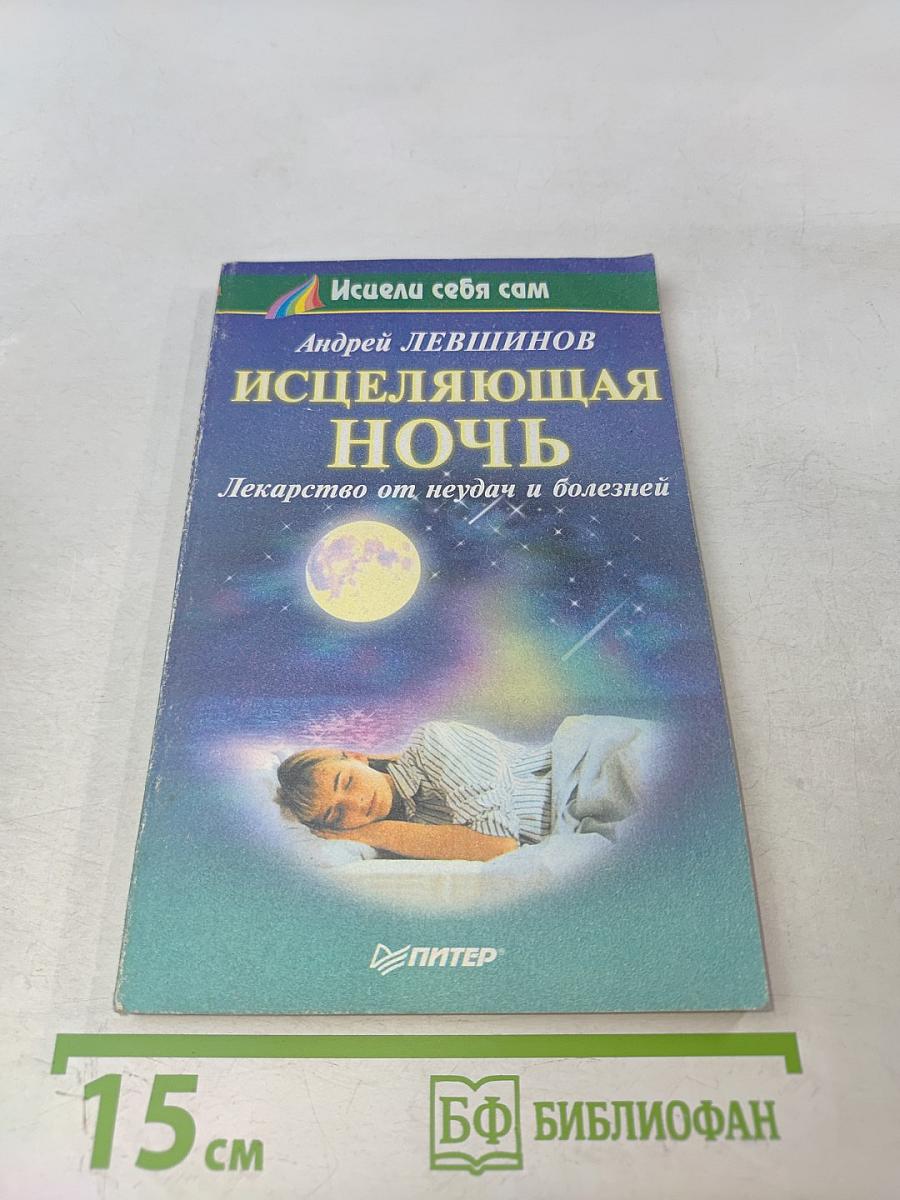 Исцели себя сам
Андрей ЛЕВШИНОВ
ИСЦЕЛЯЮЩАЯ
НОЧЬ
Лекарство от неудач и болезней
ПИТЕР®
15 см
БФ БИБЛИОФАН